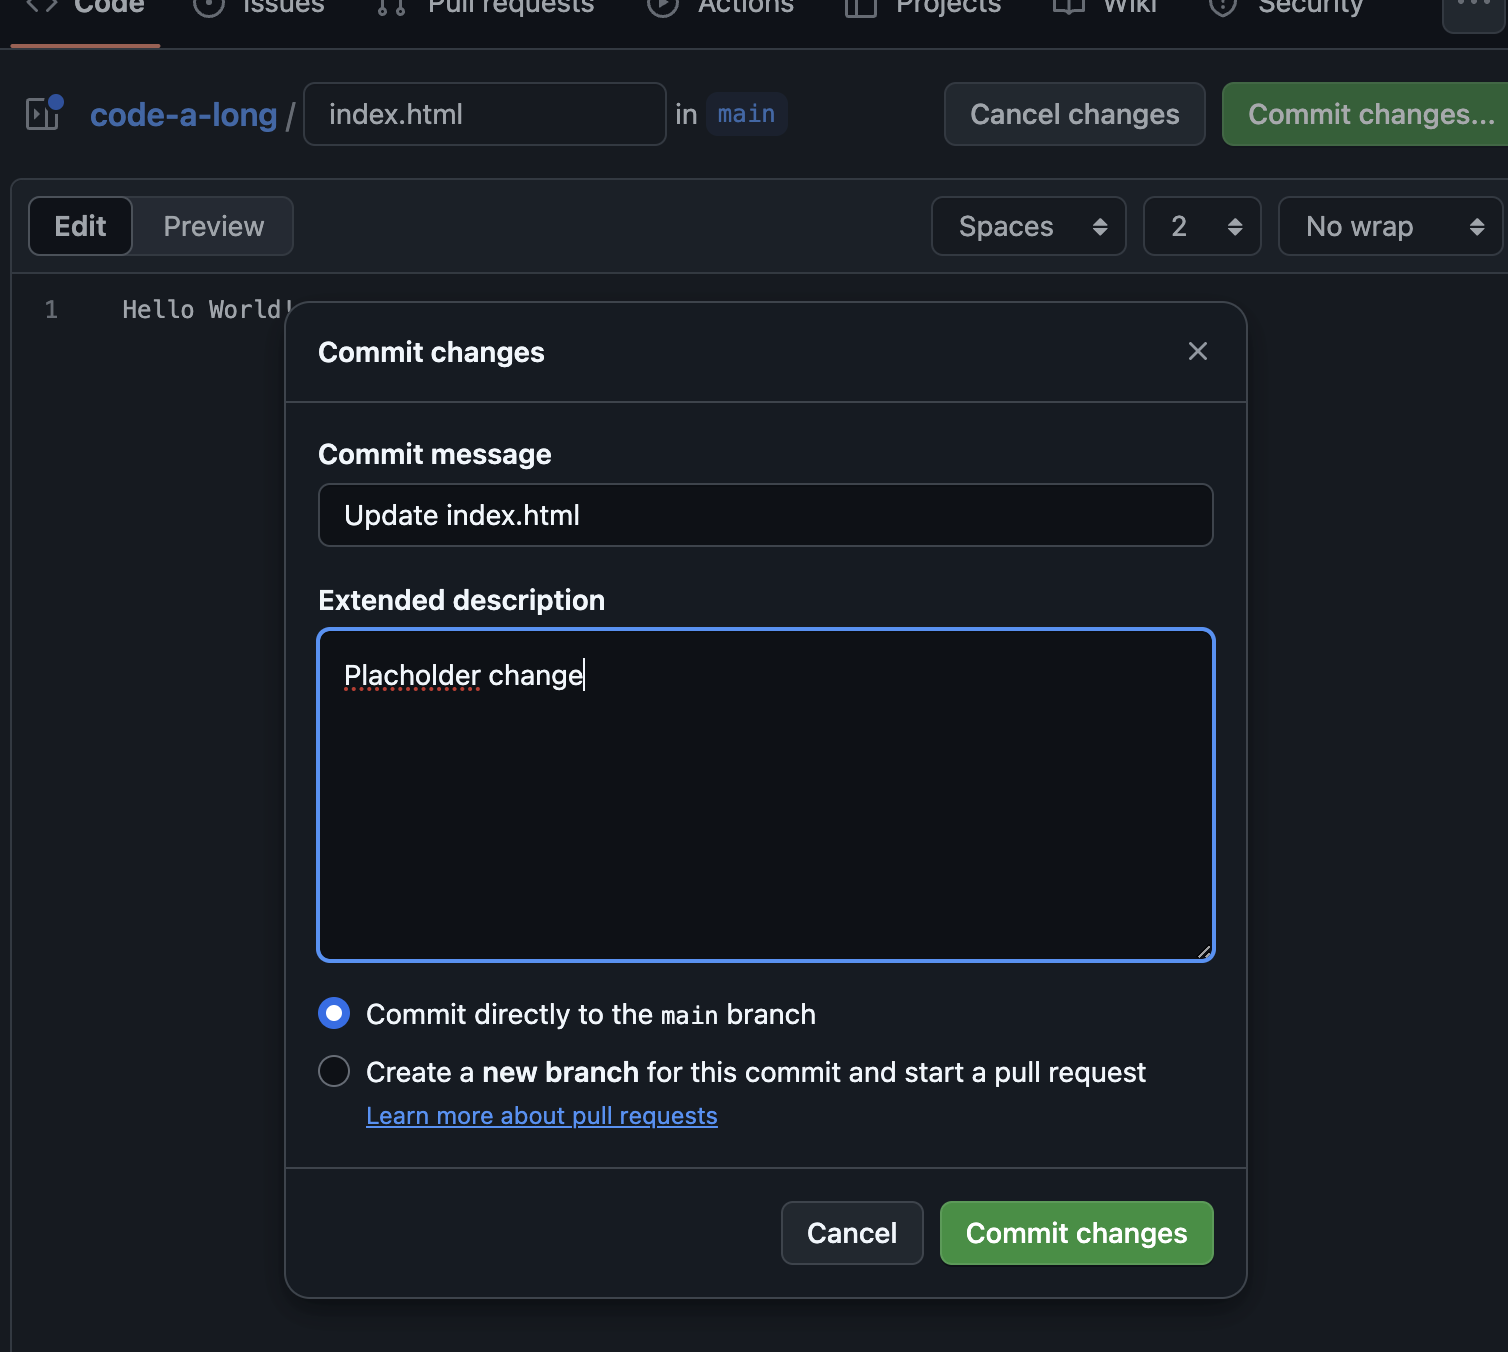 Code Issues Pull requests Actions Projects Wiki Security
code-a-long / index.html in main Cancel changes Commit changes...
Edit Preview Spaces 2 No wrap
1 Hello World!
Commit changes
Commit message
Update index.html
Extended description
Placholder change
Commit directly to the main branch
Create a new branch for this commit and start a pull request
Learn more about pull requests
Cancel Commit changes